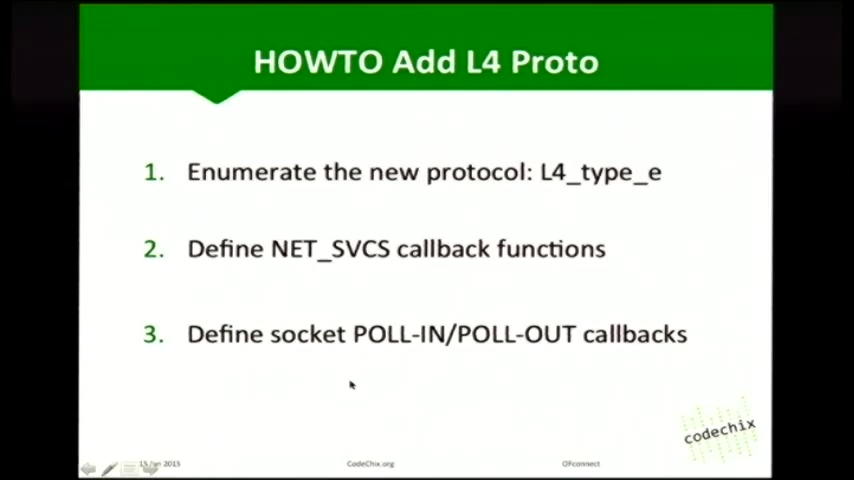 HOWTO Add L4 Proto
1. Enumerate the new protocol: L4_type_e
2. Define NET_SVCS callback functions
3. Define socket POLL-IN/POLL-OUT callbacks
codechix
15 Jan 2015 CodeChix.org OFconnect